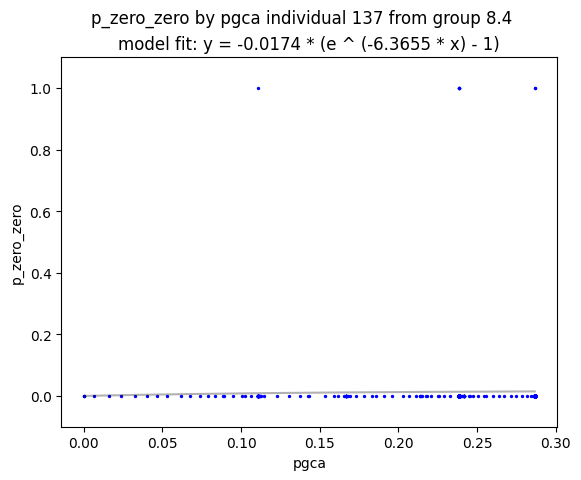 p_zero_zero by pgca individual 137 from group 8.4
model fit: y = -0.0174 * (e ^ (-6.3655 * x) - 1)
1.0
0.8
0.6
0.4
0.2
0.0
p_zero_zero
0.00 0.05 0.10 0.15 0.20 0.25 0.30
pgca